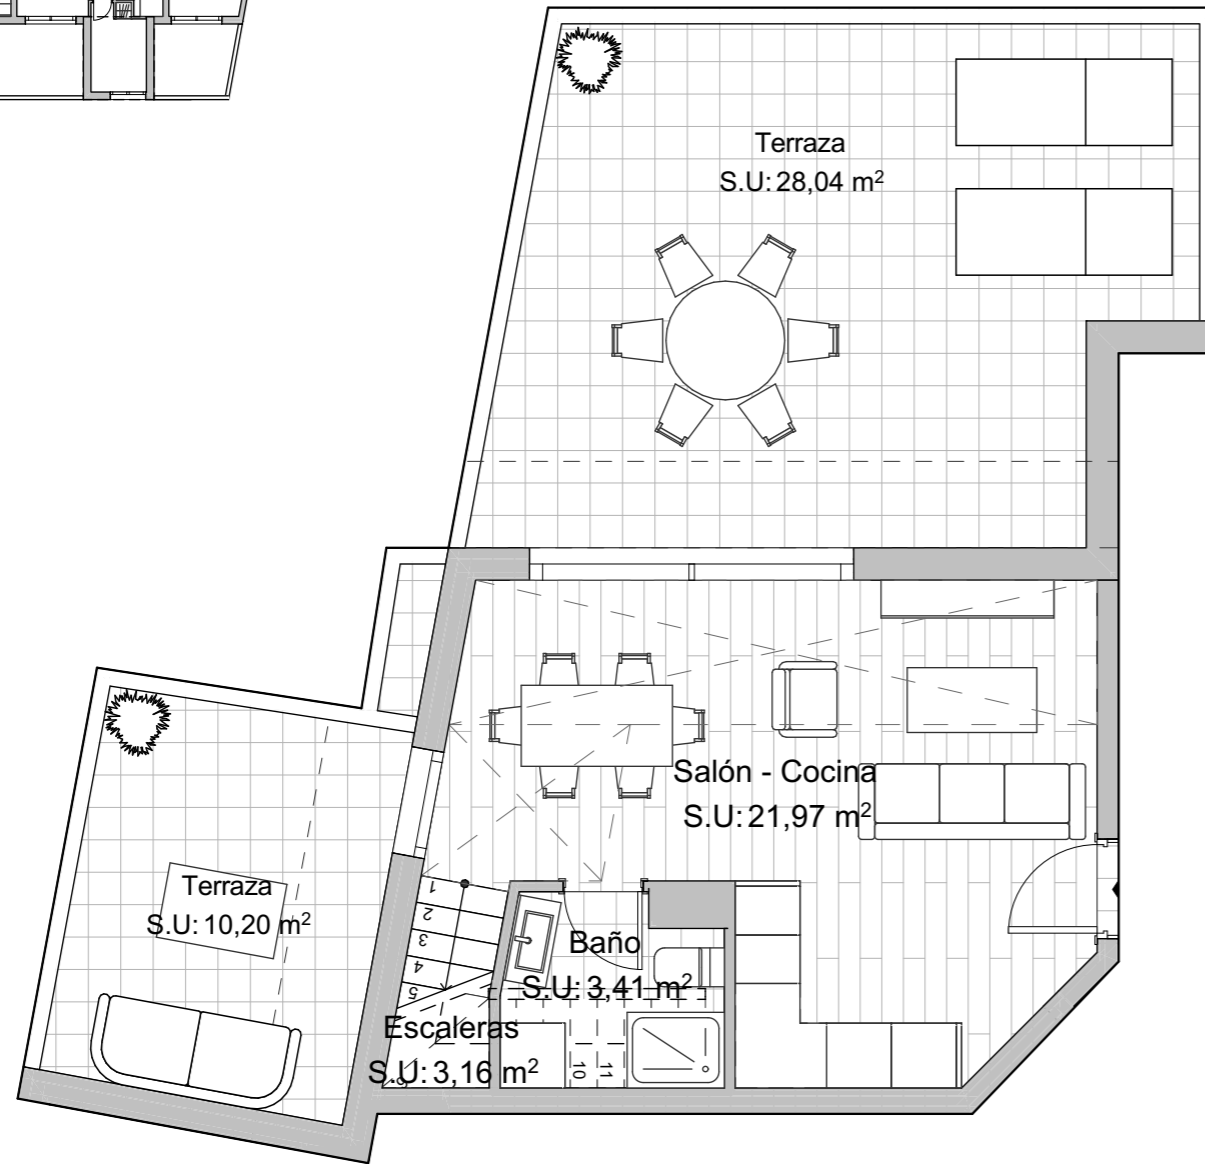 Terraza
S.U: 28,04 m²
Salón - Cocina
S.U: 21,97 m²
Terraza
S.U: 10,20 m²
1
2
3
4
5
Baño
S.U: 3,41 m²
Escaleras
S.U: 3,16 m²
10
11